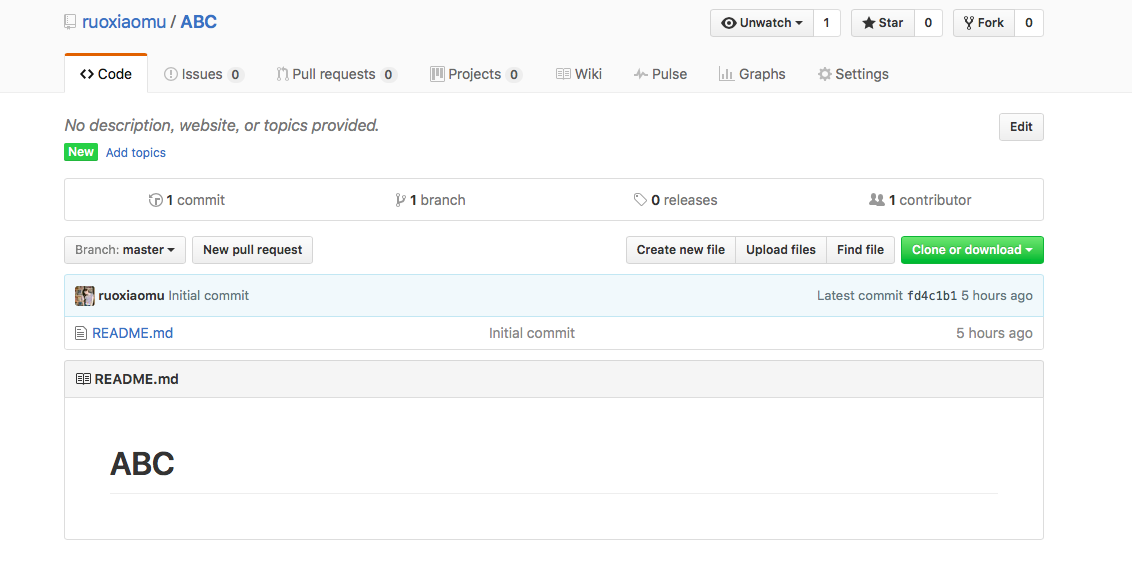 ruoxiaomu / ABC Unwatch 1 Star 0 Fork 0
Code Issues 0 Pull requests 0 Projects 0 Wiki Pulse Graphs Settings
No description, website, or topics provided. Edit
New Add topics
1 commit 1 branch 0 releases 1 contributor
Branch: master New pull request Create new file Upload files Find file Clone or download
ruoxiaomu Initial commit Latest commit fd4c1b1 5 hours ago
README.md Initial commit 5 hours ago
README.md
ABC